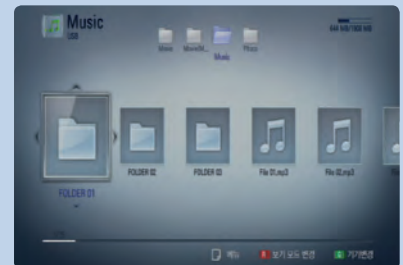 Music
USB
Movie
Music
Photo
FOLDER 01
FOLDER 02
FOLDER 03
File 01.mp3
File 02.mp3
메뉴
보기 모드 변경
기기변경